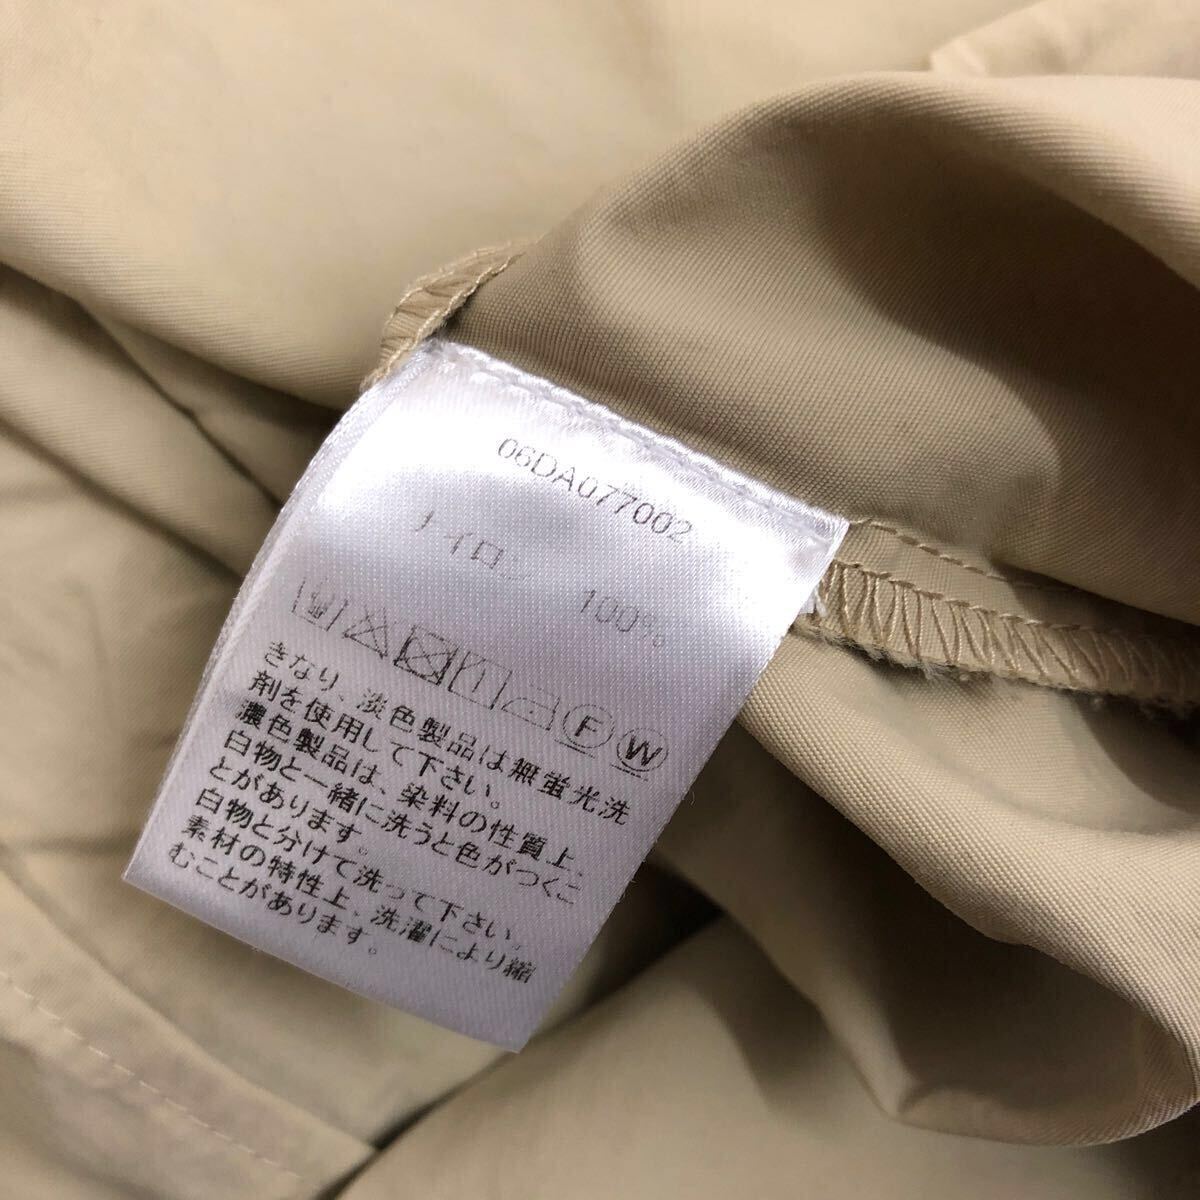 06DA077002
ナイロン 100%
F W
きなり、淡色製品は無蛍光洗
剤を使用して下さい。
濃色製品は、染料の性質上、
白物と一緒に洗うと色がつくこ
とがあります。
白物と分けて洗って下さい。
素材の特性上、洗濯により縮
むことがあります。